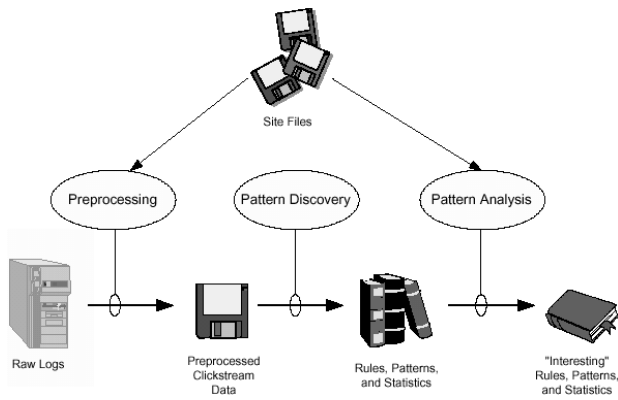 Site Files
Preprocessing
Pattern Discovery
Pattern Analysis
Raw Logs
Preprocessed
Clickstream
Data
Rules, Patterns,
and Statistics
"Interesting"
Rules, Patterns,
and Statistics